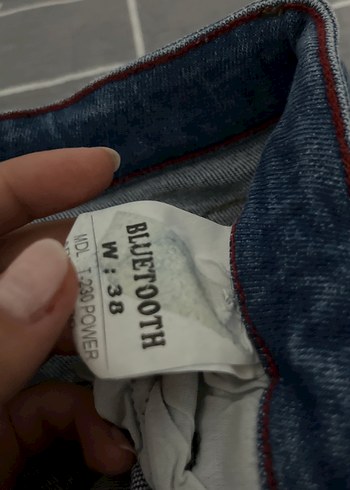 BLUETOOTH
W : 38
MDL. T-230 POWER